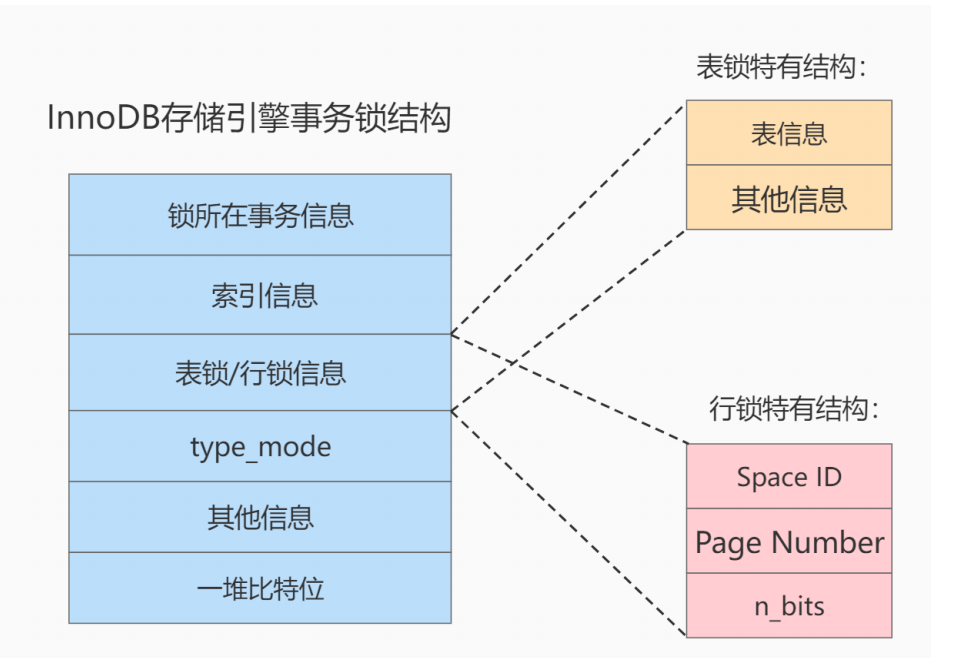 InnoDB存储引擎事务锁结构
锁所在事务信息
索引信息
表锁/行锁信息
type_mode
其他信息
一堆比特位
表锁特有结构：
表信息
其他信息
行锁特有结构：
Space ID
Page Number
n_bits